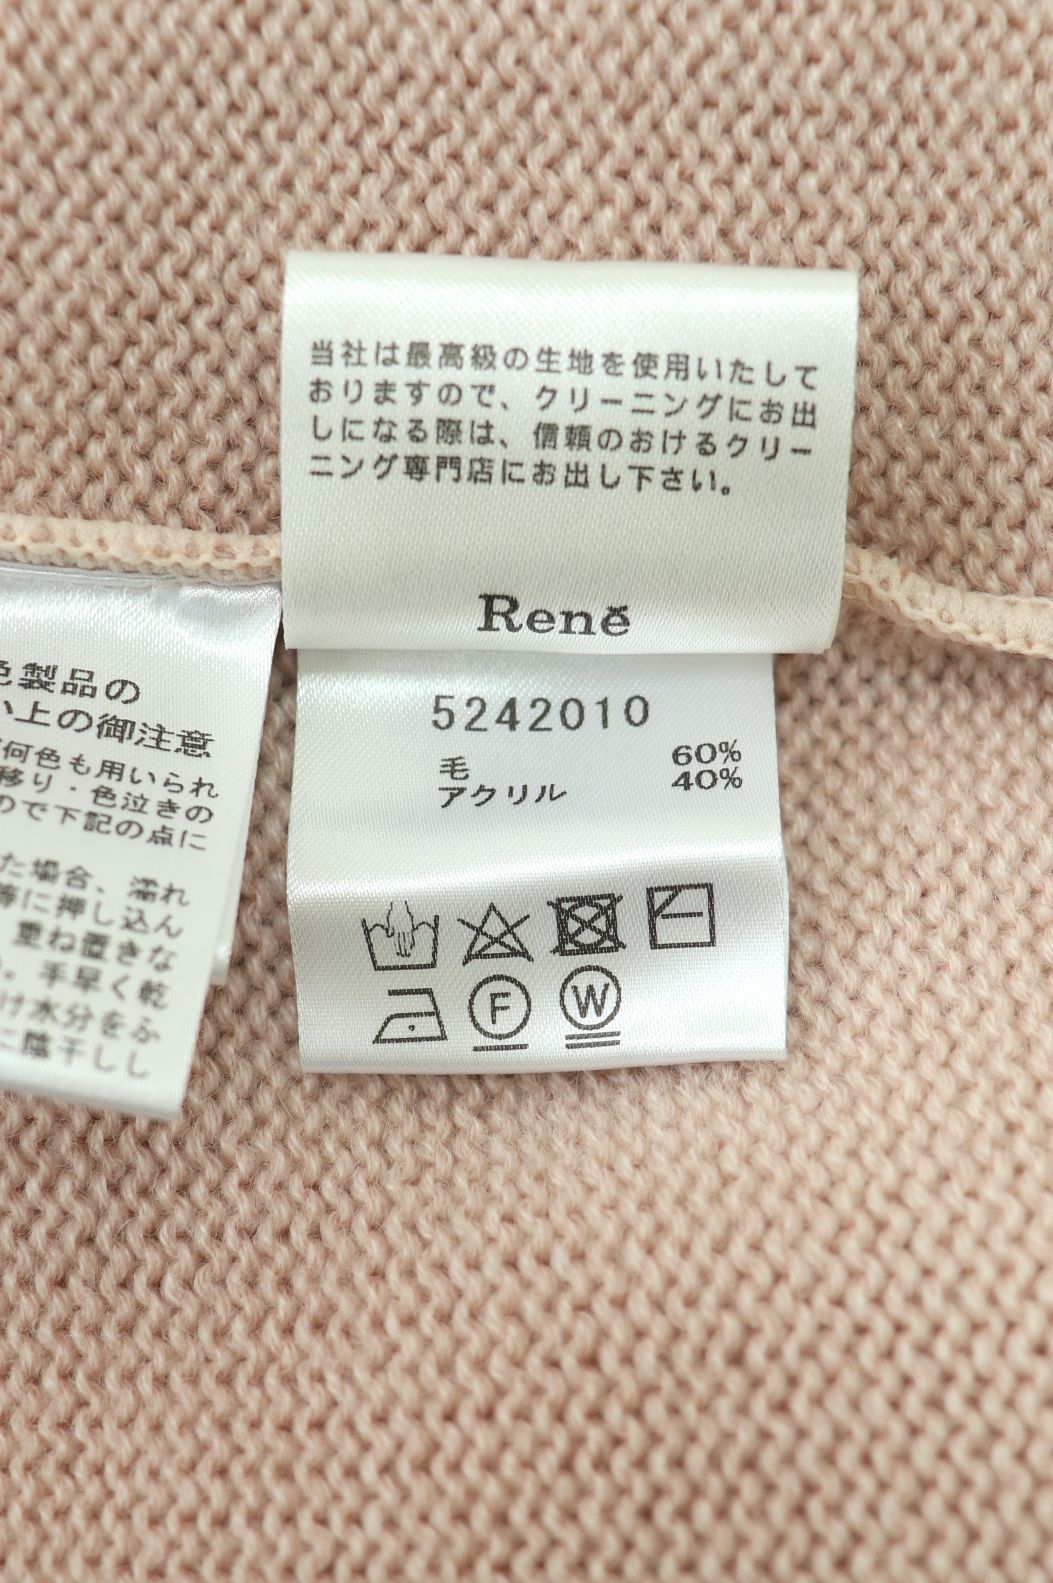 当社は最高級の生地を使用いたして
おりますので、クリーニングにお出
しになる際は、信頼のおけるクリー
ニング専門店にお出し下さい。
Renĕ
5242010
毛 60%
アクリル 40%
F
W
製品の
上の御注意
何色も用いられ
移り・色泣きの
ので下記の点に
た場合、濡れ
等に押し込ん
重ね置きな
手早く乾
け水分をふ
に陰干しし